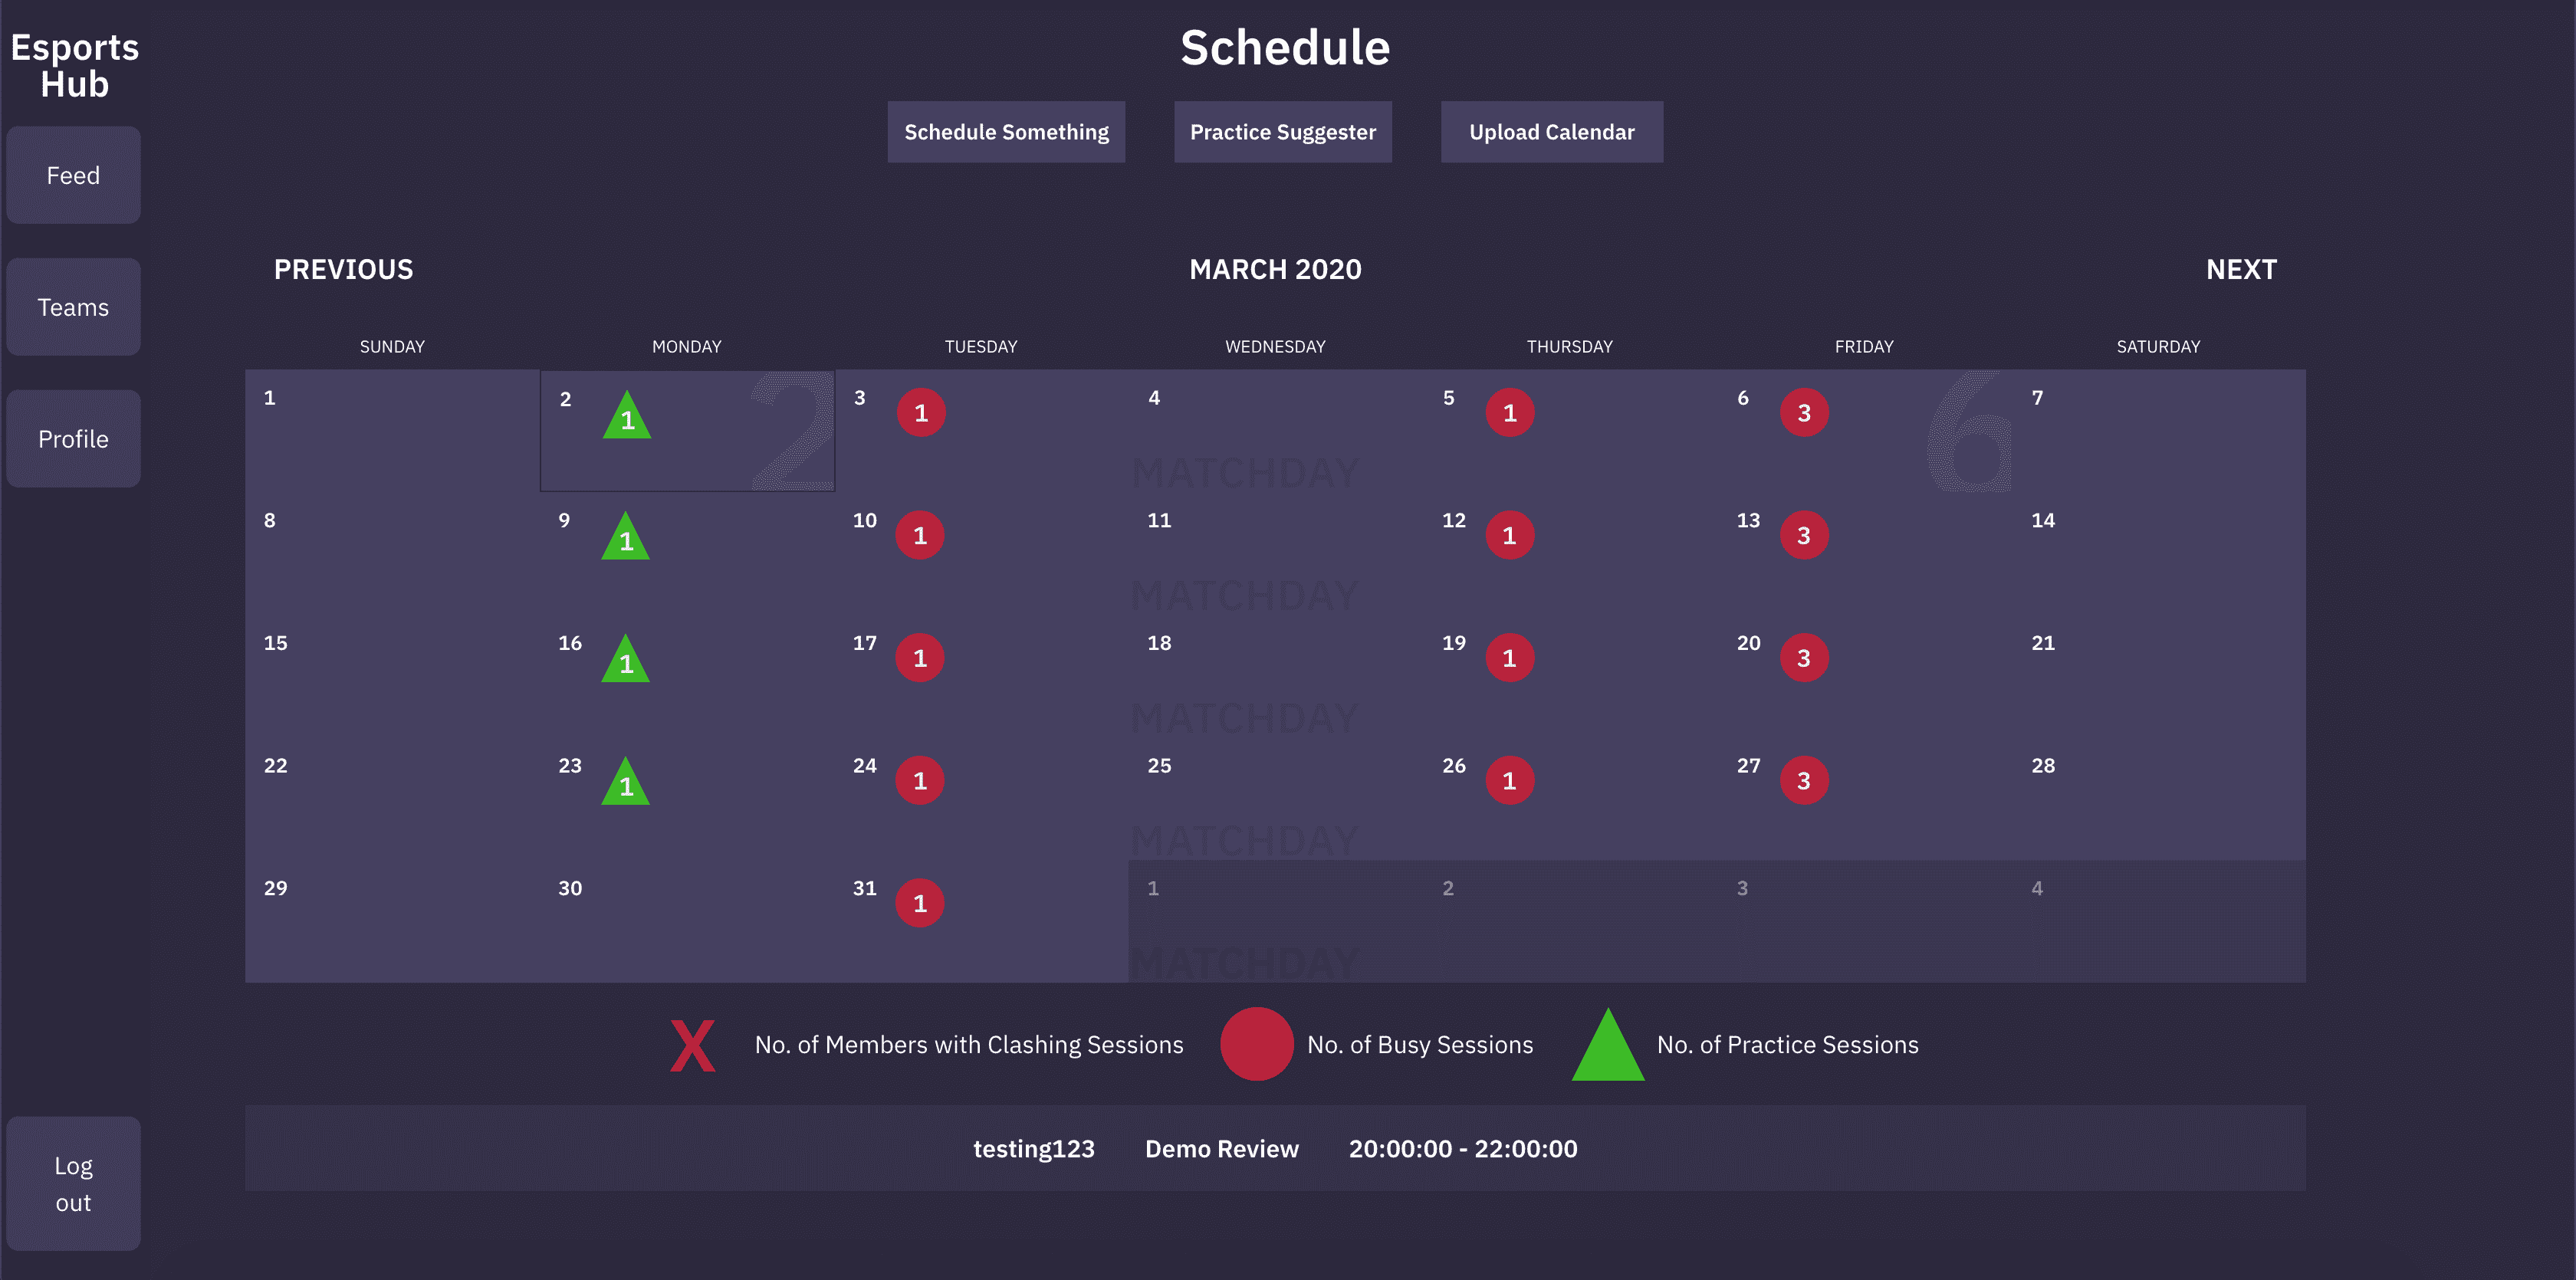 Esports
Hub
Feed
Teams
Profile
Log
out
Schedule
Schedule Something Practice Suggester Upload Calendar
PREVIOUS MARCH 2020 NEXT
SUNDAY MONDAY TUESDAY WEDNESDAY THURSDAY FRIDAY SATURDAY
1 2 1 2 3 1 4 5 1 6 3 6 7
MATCHDAY
8 9 1 10 1 11 12 1 13 3 14
MATCHDAY
15 16 1 17 1 18 19 1 20 3 21
MATCHDAY
22 23 1 24 1 25 26 1 27 3 28
MATCHDAY
29 30 31 1 1 2 3 4
MATCHDAY
X No. of Members with Clashing Sessions No. of Busy Sessions No. of Practice Sessions
testing123 Demo Review 20:00:00 - 22:00:00